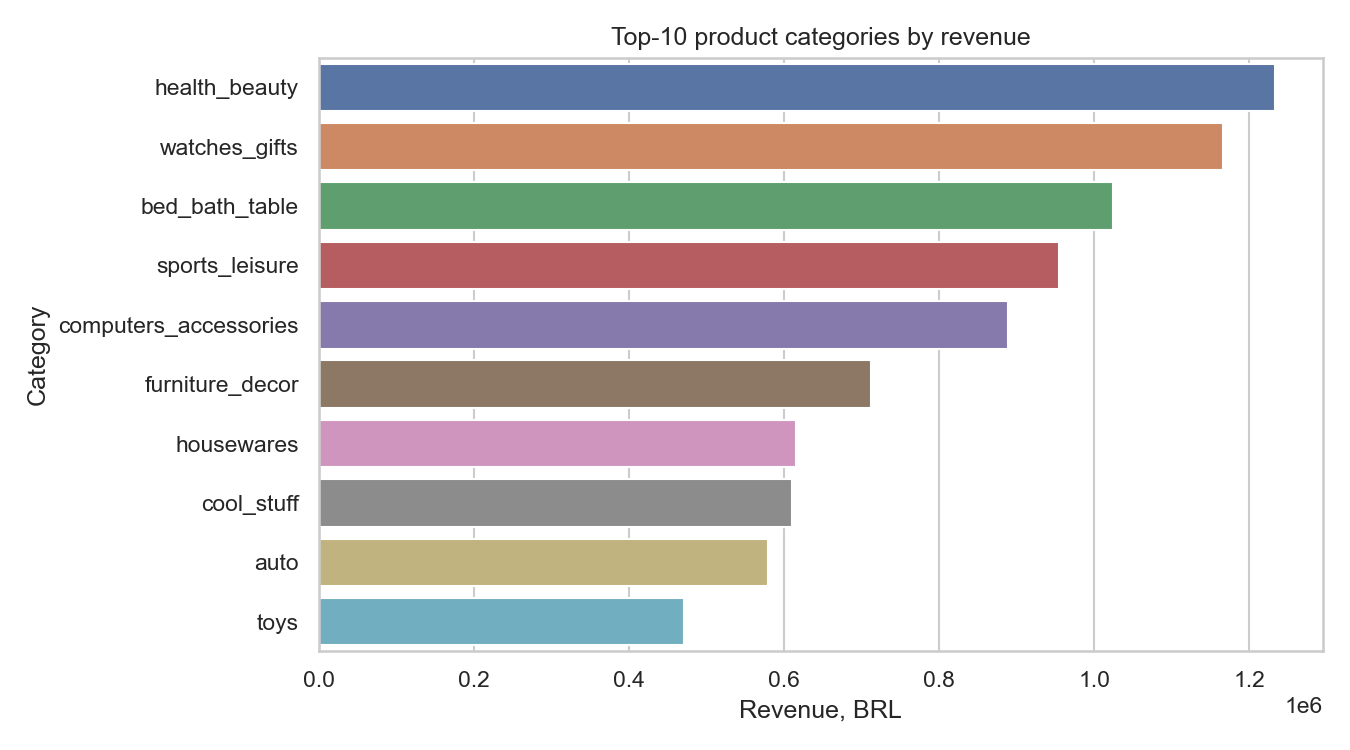 Top-10 product categories by revenue
health_beauty
watches_gifts
bed_bath_table
sports_leisure
computers_accessories
furniture_decor
housewares
cool_stuff
auto
toys
Category
0.0 0.2 0.4 0.6 0.8 1.0 1.2
1e6
Revenue, BRL